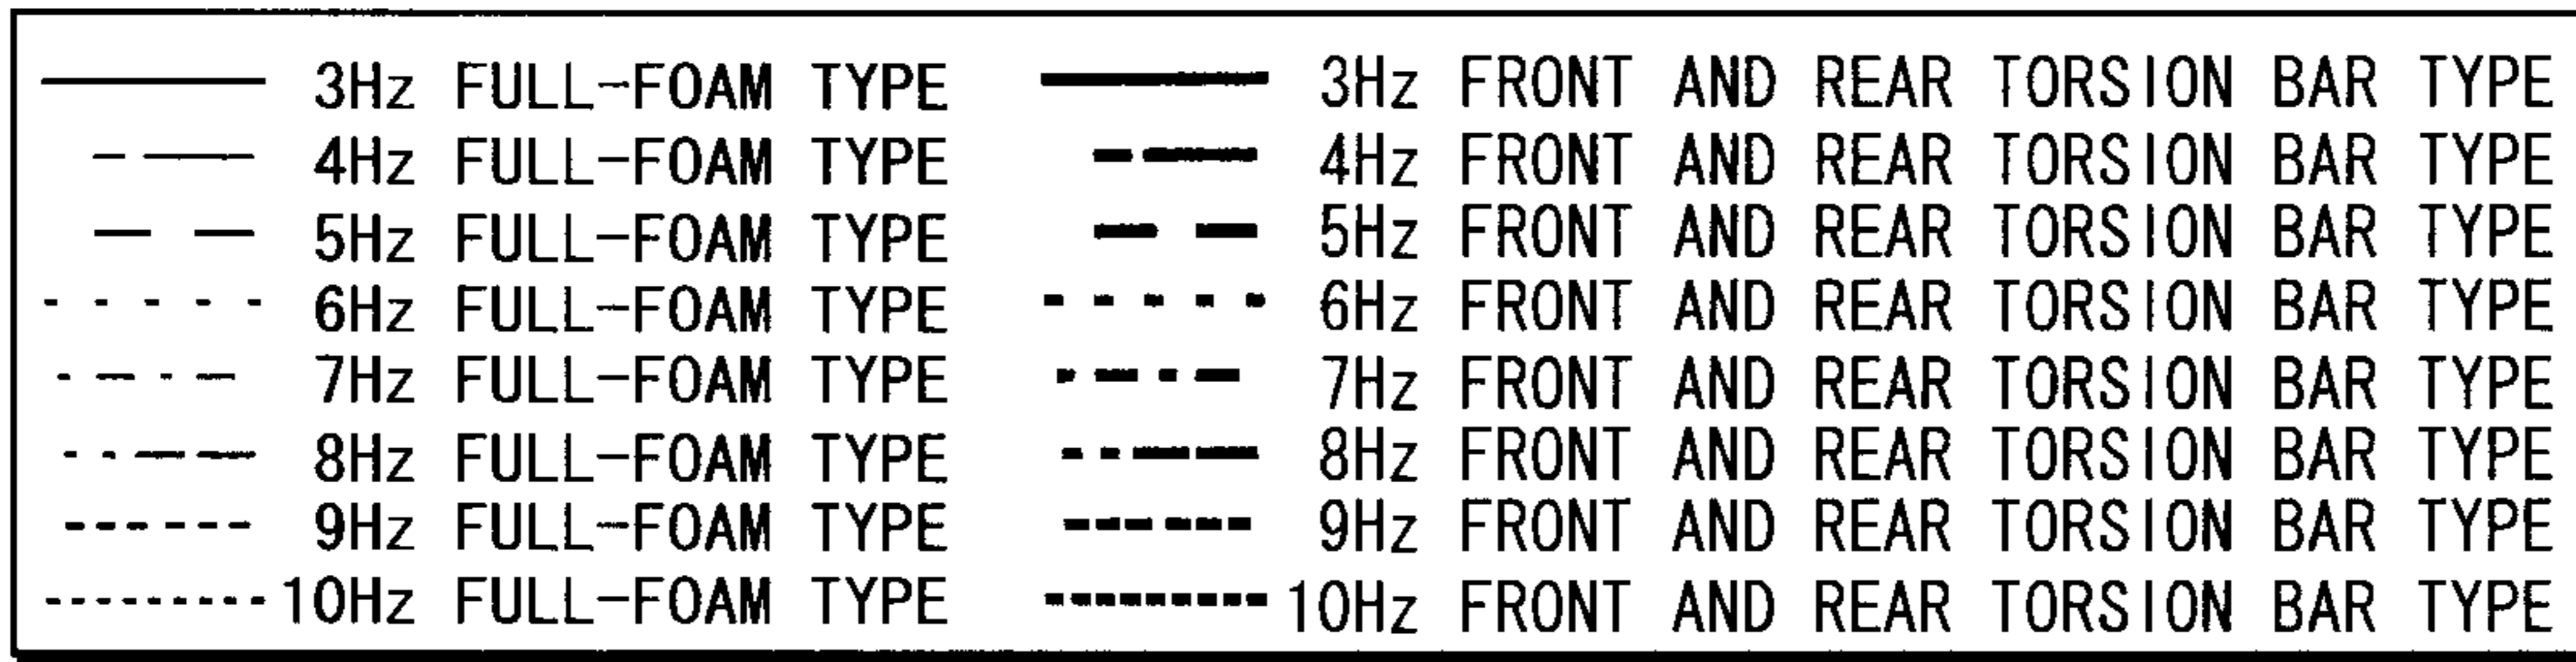 3Hz FULL-FOAM TYPE 3Hz FRONT AND REAR TORSION BAR TYPE
4Hz FULL-FOAM TYPE 4Hz FRONT AND REAR TORSION BAR TYPE
5Hz FULL-FOAM TYPE 5Hz FRONT AND REAR TORSION BAR TYPE
6Hz FULL-FOAM TYPE 6Hz FRONT AND REAR TORSION BAR TYPE
7Hz FULL-FOAM TYPE 7Hz FRONT AND REAR TORSION BAR TYPE
8Hz FULL-FOAM TYPE 8Hz FRONT AND REAR TORSION BAR TYPE
9Hz FULL-FOAM TYPE 9Hz FRONT AND REAR TORSION BAR TYPE
10Hz FULL-FOAM TYPE 10Hz FRONT AND REAR TORSION BAR TYPE